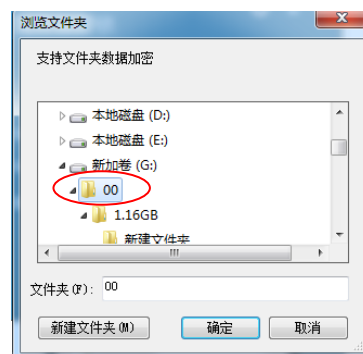 浏览文件夹
支持文件夹数据加密
本地磁盘 (D:)
本地磁盘 (E:)
新加卷 (G:)
00
1.16GB
新建文件夹
文件夹(F): 00
新建文件夹(M) 确定 取消